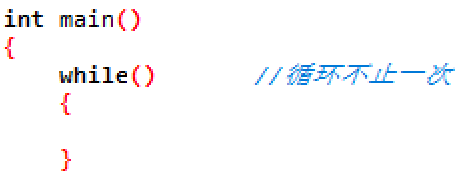 int main()
{
while() //循环不止一次
{
}